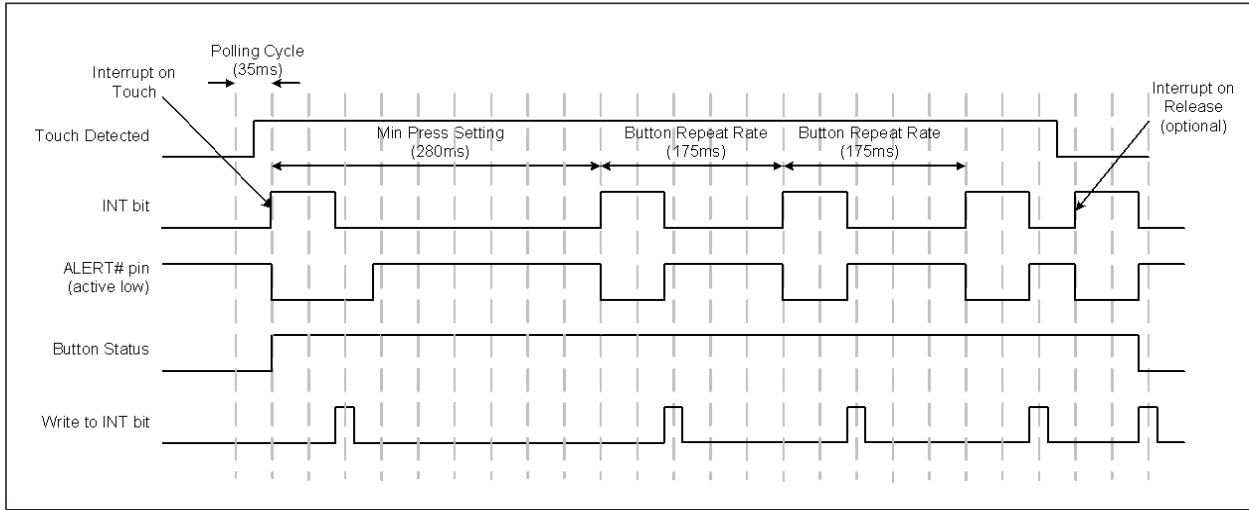 Polling Cycle
(35ms)
Interrupt on
Touch
Interrupt on
Release
(optional)
Touch Detected
Min Press Setting
(280ms)
Button Repeat Rate
(175ms)
Button Repeat Rate
(175ms)
INT bit
ALERT# pin
(active low)
Button Status
Write to INT bit